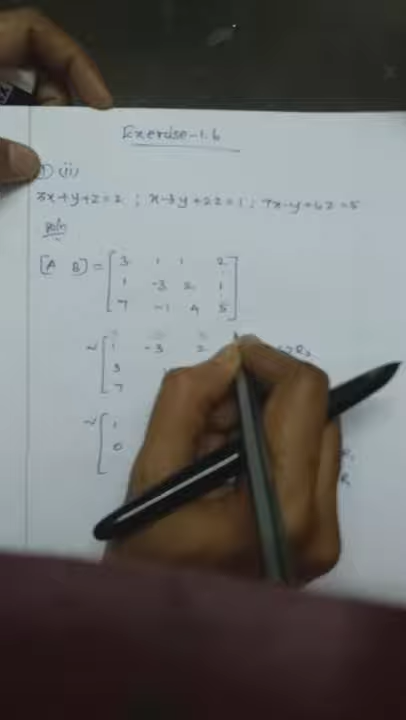 Exercise-1.6
① (ii)
3x+y+z=2 ; x-3y+2z=1 ; 7x-y+4z=5
Soln
[A B] = [ 3 1 1 2
1 -3 2 1
7 -1 4 5 ]
~ [ 1 -3 2
3
7
~ [ 1
0